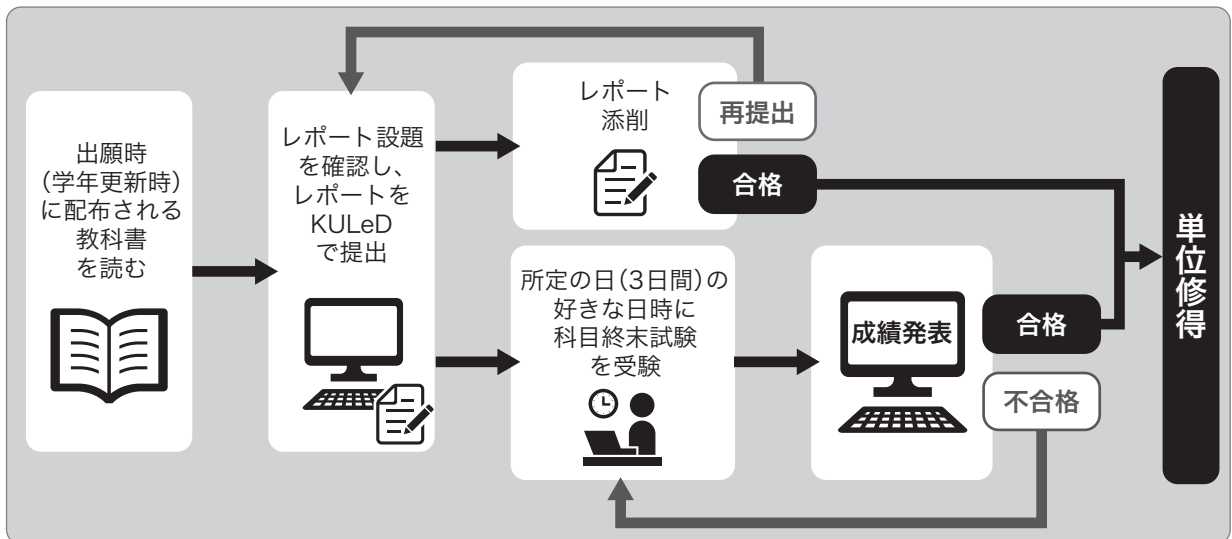 出願時
(学年更新時)
に配布される
教科書
を読む
レポート設題
を確認し、
レポートを
KULeD
で提出
レポート
添削
再提出
合格
所定の日(3日間)の
好きな日時に
科目終末試験
を受験
成績発表
合格
不合格
単位修得